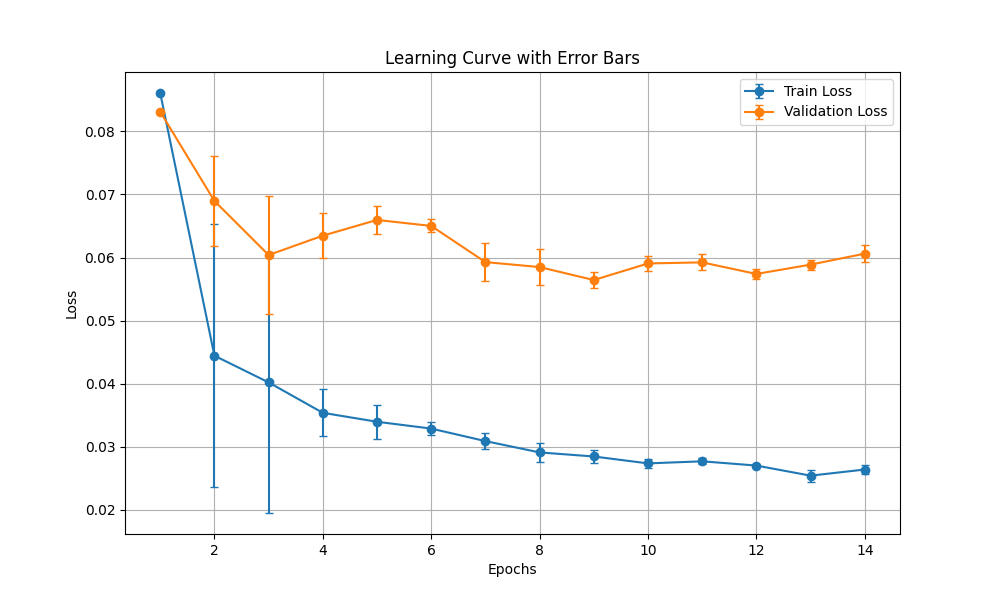 Learning Curve with Error Bars
Train Loss
Validation Loss
0.08
0.07
0.06
0.05
0.04
0.03
0.02
Loss
2 4 6 8 10 12 14
Epochs